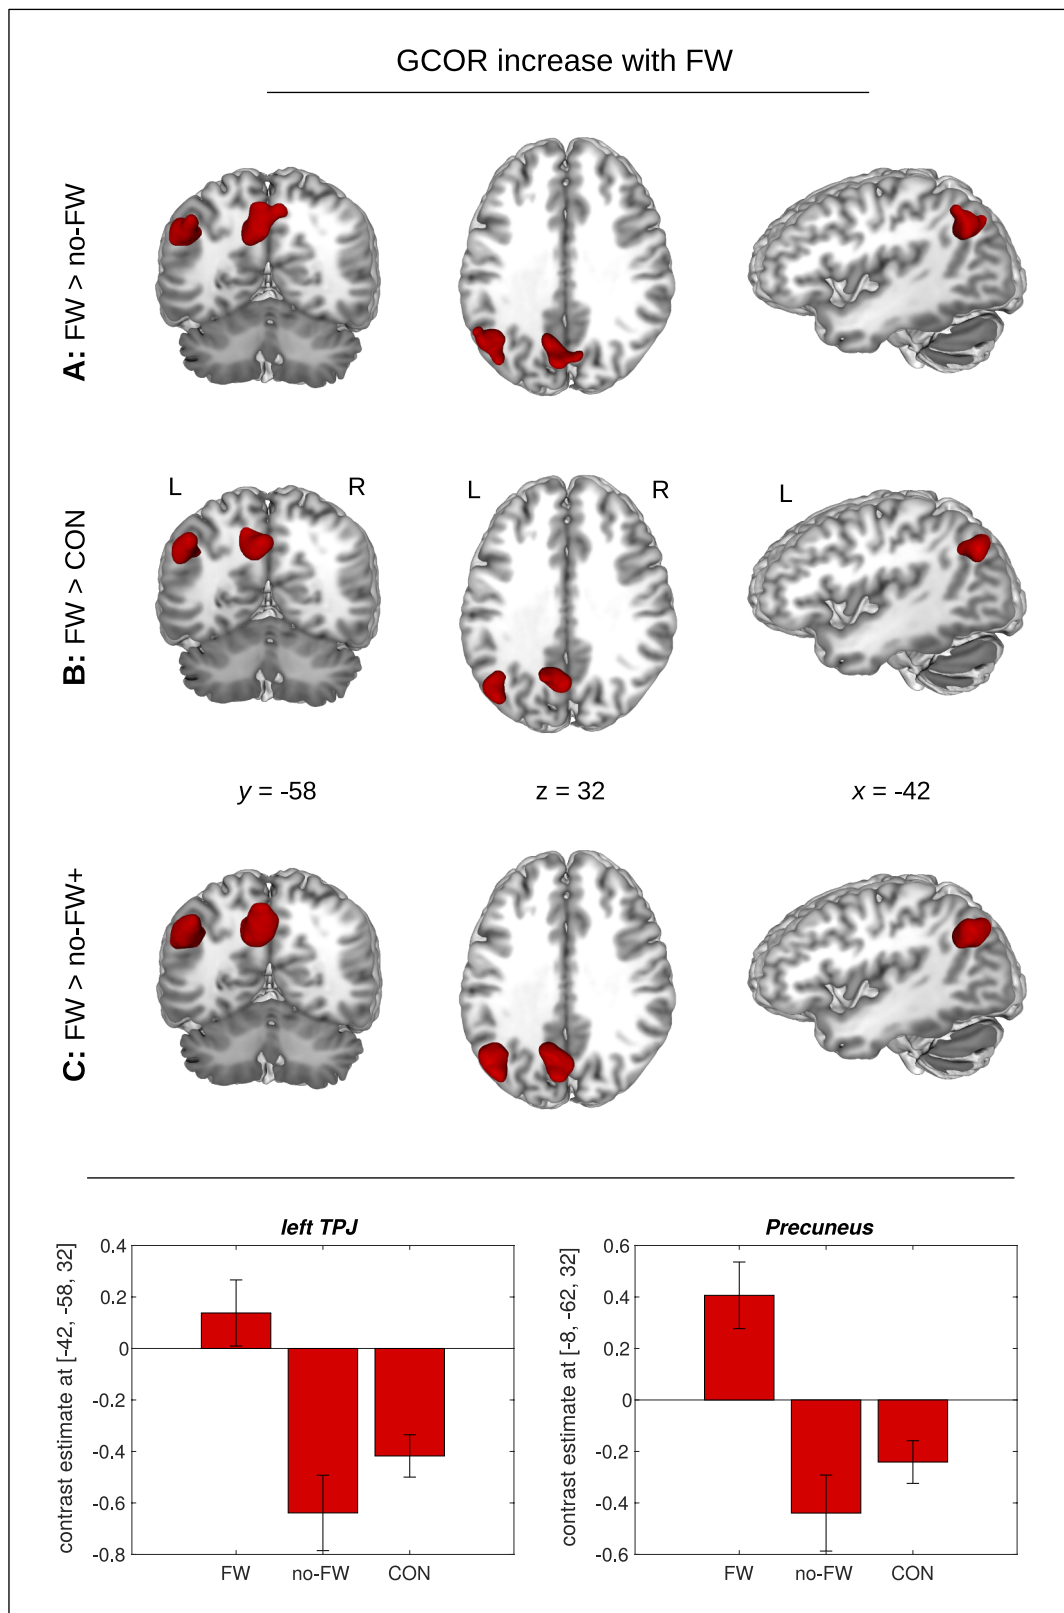 GCOR increase with FW
A: FW > no-FW
L R L R L
B: FW > CON
y = -58 z = 32 x = -42
C: FW > no-FW+
left TPJ
contrast estimate at [-42, -58, 32]
0.4
0.2
0
-0.2
-0.4
-0.6
-0.8
FW no-FW CON
Precuneus
contrast estimate at [-8, -62, 32]
0.6
0.4
0.2
0
-0.2
-0.4
-0.6
FW no-FW CON